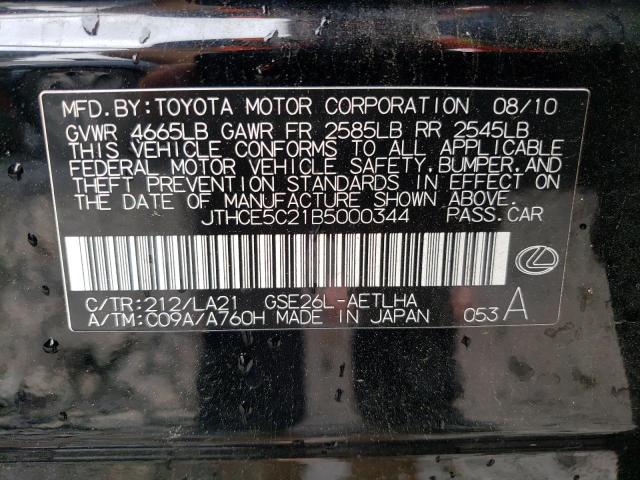 MFD.BY:TOYOTA MOTOR CORPORATION 08/10
GVWR 4665LB GAWR FR 2585LB RR 2545LB
THIS VEHICLE CONFORMS TO ALL APPLICABLE
FEDERAL MOTOR VEHICLE SAFETY,BUMPER,AND
THEFT PREVENTION STANDARDS IN EFFECT ON
THE DATE OF MANUFACTURE SHOWN ABOVE.
JTHCE5C21B5000344 PASS.CAR
C/TR:212/LA21 GSE26L-AETLHA
A/TM:C09A/A760H MADE IN JAPAN 053 A